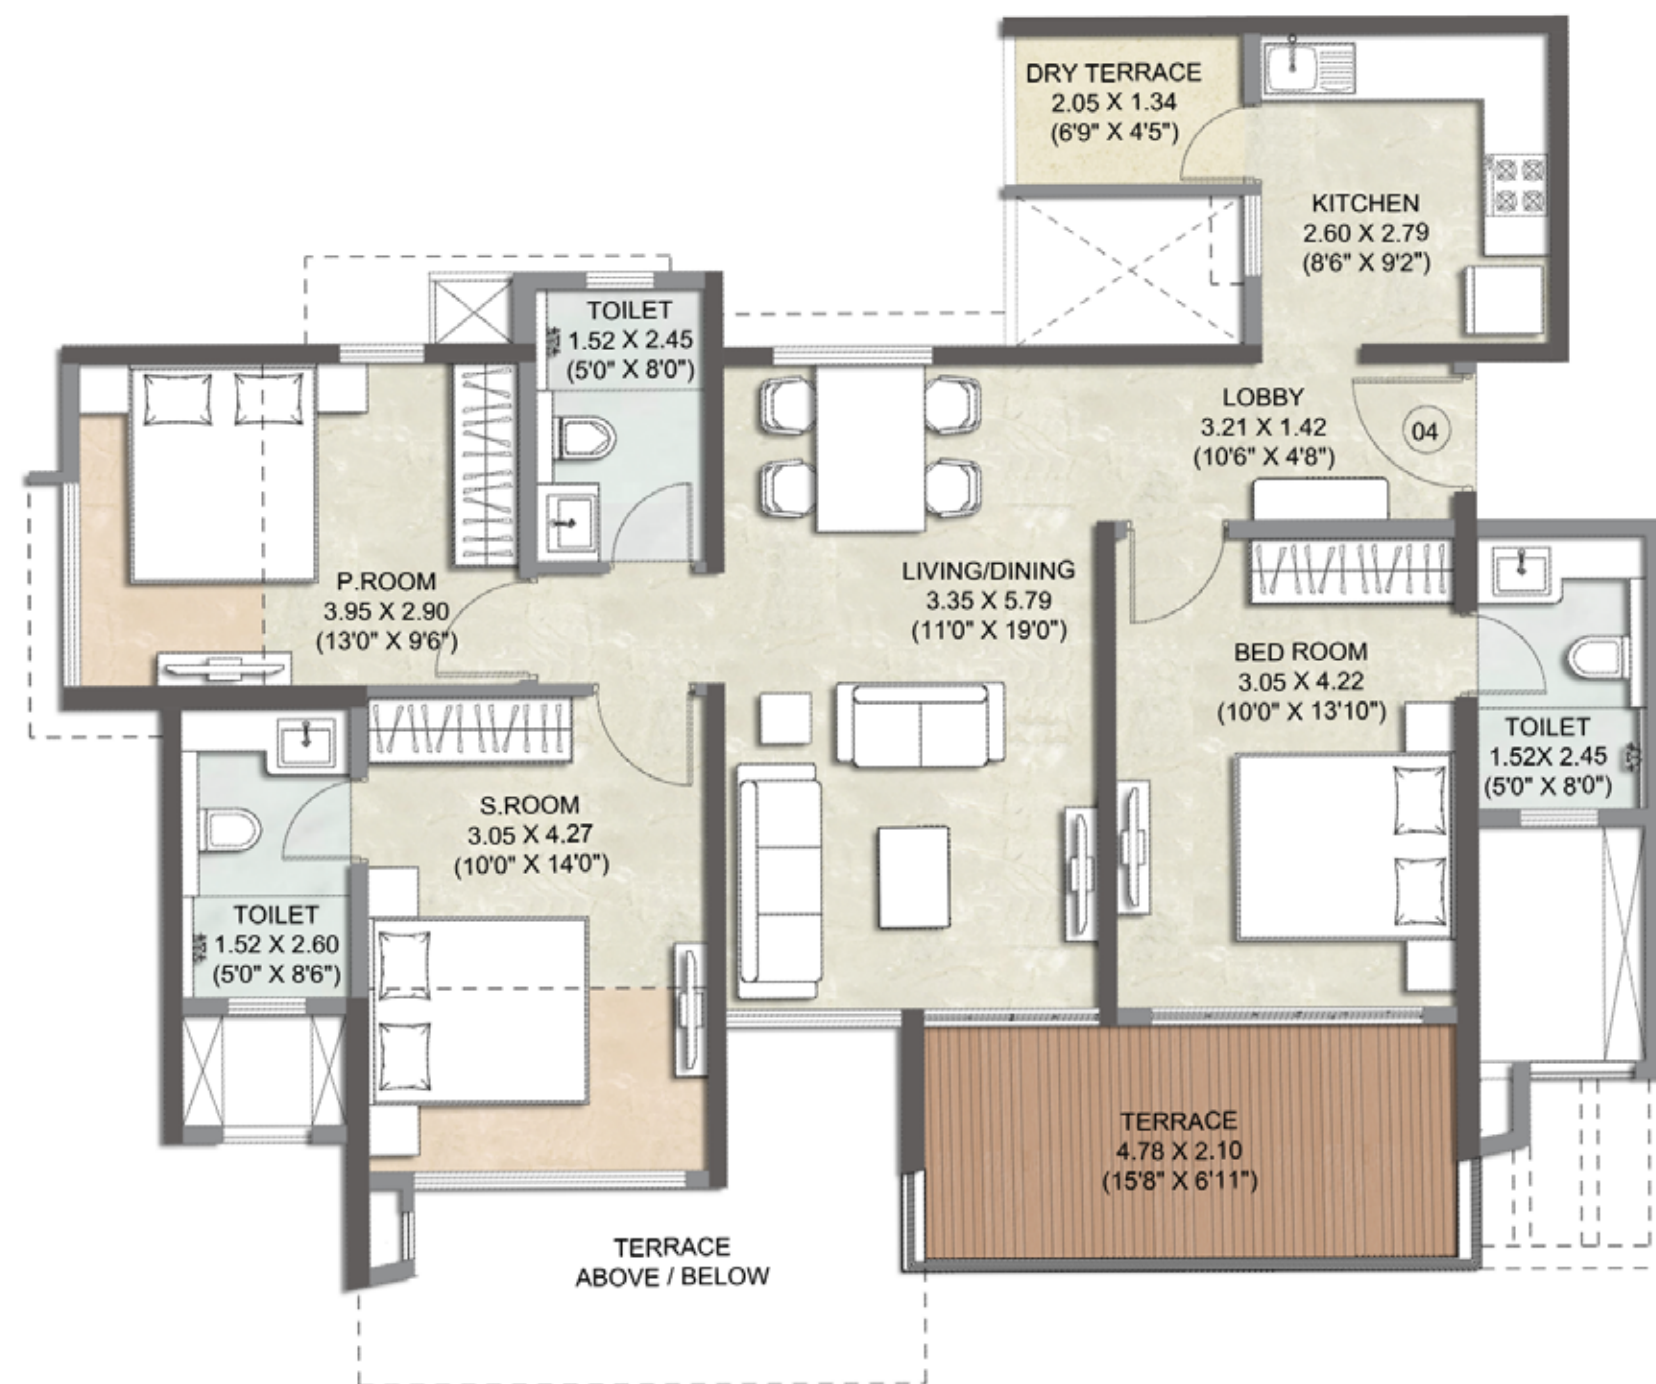 DRY TERRACE
2.05 X 1.34
(6'9" X 4'5")
KITCHEN
2.60 X 2.79
(8'6" X 9'2")
TOILET
1.52 X 2.45
(5'0" X 8'0")
LOBBY
3.21 X 1.42
(10'6" X 4'8")
04
P.ROOM
3.95 X 2.90
(13'0" X 9'6")
LIVING/DINING
3.35 X 5.79
(11'0" X 19'0")
BED ROOM
3.05 X 4.22
(10'0" X 13'10")
TOILET
1.52X 2.45
(5'0" X 8'0")
S.ROOM
3.05 X 4.27
(10'0" X 14'0")
TOILET
1.52 X 2.60
(5'0" X 8'6")
TERRACE
4.78 X 2.10
(15'8" X 6'11")
TERRACE
ABOVE / BELOW